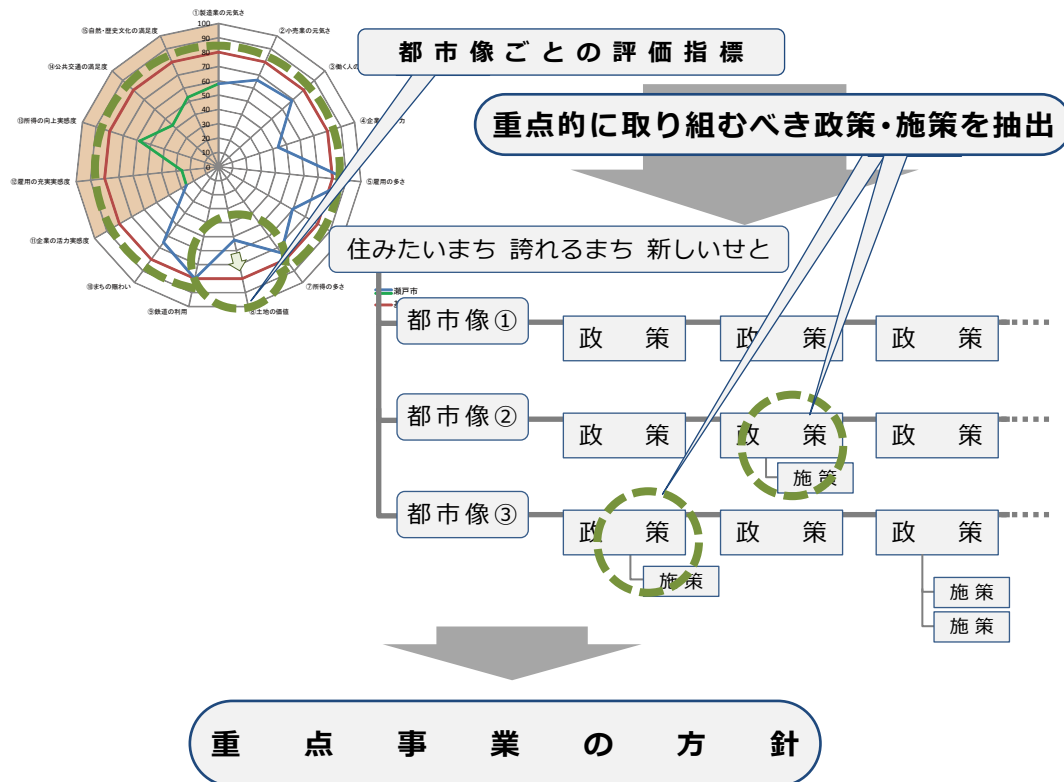 ①製造業の元気さ
②小売業の元気さ
③働く人の
④企業
力
⑤雇用の多さ
⑦所得の多さ
⑧土地の価値
⑨鉄道の利用
⑩まちの賑わい
⑪企業の活力実感度
⑫雇用の充実実感度
⑬所得の向上実感度
⑭公共交通の満足度
⑮自然・歴史文化の満足度
100
90
80
70
60
50
40
30
20
10
0
瀬戸市
都市像ごとの評価指標
重点的に取り組むべき政策・施策を抽出
住みたいまち 誇れるまち 新しいせと
都市像①
政 策
政 策
政 策
都市像②
政 策
政 策
政 策
施策
都市像③
政 策
政 策
政 策
施策
施策
施策
重点事業の方針